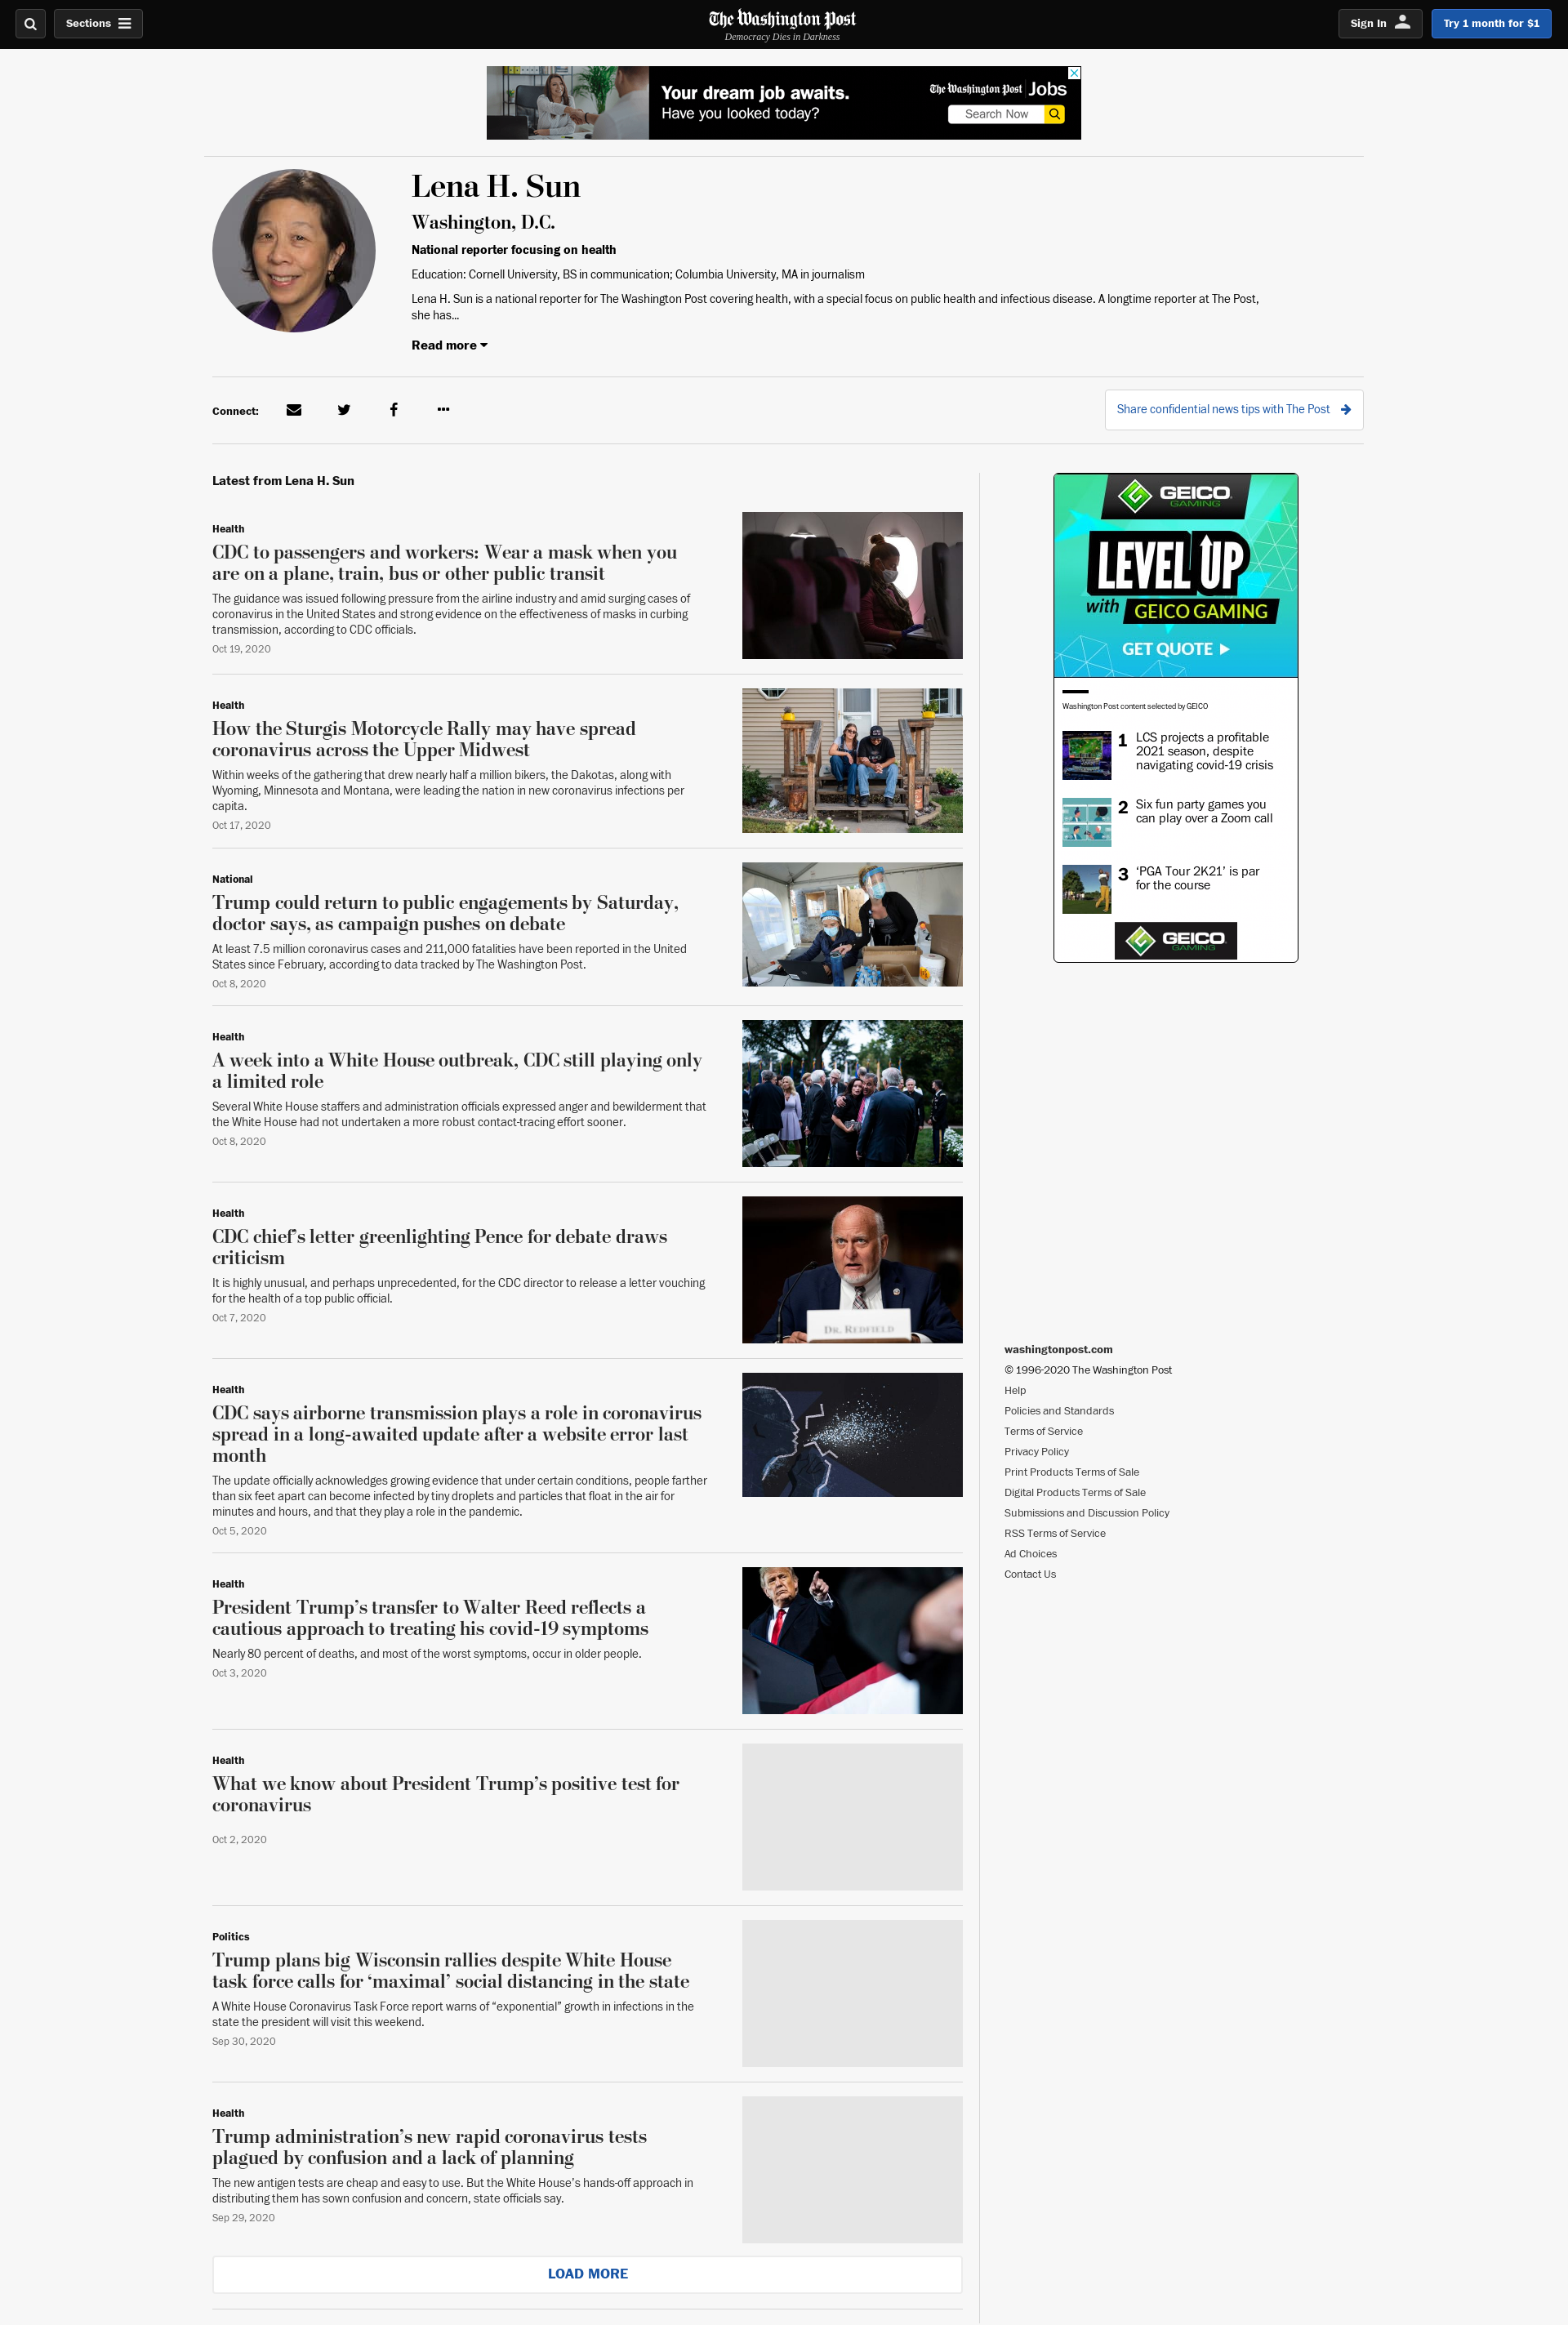 Sections
The Washington Post
Democracy Dies in Darkness
Sign In
Try 1 month for $1
Your dream job awaits.
Have you looked today?
The Washington Post Jobs
Search Now
Lena H. Sun
Washington, D.C.
National reporter focusing on health
Education: Cornell University, BS in communication; Columbia University, MA in journalism
Lena H. Sun is a national reporter for The Washington Post covering health, with a special focus on public health and infectious disease. A longtime reporter at The Post,
she has...
Read more
Connect:
Share confidential news tips with The Post
Latest from Lena H. Sun
Health
CDC to passengers and workers: Wear a mask when you
are on a plane, train, bus or other public transit
The guidance was issued following pressure from the airline industry and amid surging cases of
coronavirus in the United States and strong evidence on the effectiveness of masks in curbing
transmission, according to CDC officials.
Oct 19, 2020
Health
How the Sturgis Motorcycle Rally may have spread
coronavirus across the Upper Midwest
Within weeks of the gathering that drew nearly half a million bikers, the Dakotas, along with
Wyoming, Minnesota and Montana, were leading the nation in new coronavirus infections per
capita.
Oct 17, 2020
National
Trump could return to public engagements by Saturday,
doctor says, as campaign pushes on debate
At least 7.5 million coronavirus cases and 211,000 fatalities have been reported in the United
States since February, according to data tracked by The Washington Post.
Oct 8, 2020
Health
A week into a White House outbreak, CDC still playing only
a limited role
Several White House staffers and administration officials expressed anger and bewilderment that
the White House had not undertaken a more robust contact-tracing effort sooner.
Oct 8, 2020
Health
CDC chief’s letter greenlighting Pence for debate draws
criticism
It is highly unusual, and perhaps unprecedented, for the CDC director to release a letter vouching
for the health of a top public official.
Oct 7, 2020
DR. REDFIELD
Health
CDC says airborne transmission plays a role in coronavirus
spread in a long-awaited update after a website error last
month
The update officially acknowledges growing evidence that under certain conditions, people farther
than six feet apart can become infected by tiny droplets and particles that float in the air for
minutes and hours, and that they play a role in the pandemic.
Oct 5, 2020
Health
President Trump’s transfer to Walter Reed reflects a
cautious approach to treating his covid-19 symptoms
Nearly 80 percent of deaths, and most of the worst symptoms, occur in older people.
Oct 3, 2020
Health
What we know about President Trump’s positive test for
coronavirus
Oct 2, 2020
Politics
Trump plans big Wisconsin rallies despite White House
task force calls for ‘maximal’ social distancing in the state
A White House Coronavirus Task Force report warns of “exponential” growth in infections in the
state the president will visit this weekend.
Sep 30, 2020
Health
Trump administration’s new rapid coronavirus tests
plagued by confusion and a lack of planning
The new antigen tests are cheap and easy to use. But the White House’s hands-off approach in
distributing them has sown confusion and concern, state officials say.
Sep 29, 2020
LOAD MORE
GEICO
GAMING
LEVEL UP
with GEICO GAMING
GET QUOTE
Washington Post content selected by GEICO
1 LCS projects a profitable
2021 season, despite
navigating covid-19 crisis
2 Six fun party games you
can play over a Zoom call
3 ‘PGA Tour 2K21’ is par
for the course
GEICO
GAMING
washingtonpost.com
© 1996-2020 The Washington Post
Help
Policies and Standards
Terms of Service
Privacy Policy
Print Products Terms of Sale
Digital Products Terms of Sale
Submissions and Discussion Policy
RSS Terms of Service
Ad Choices
Contact Us